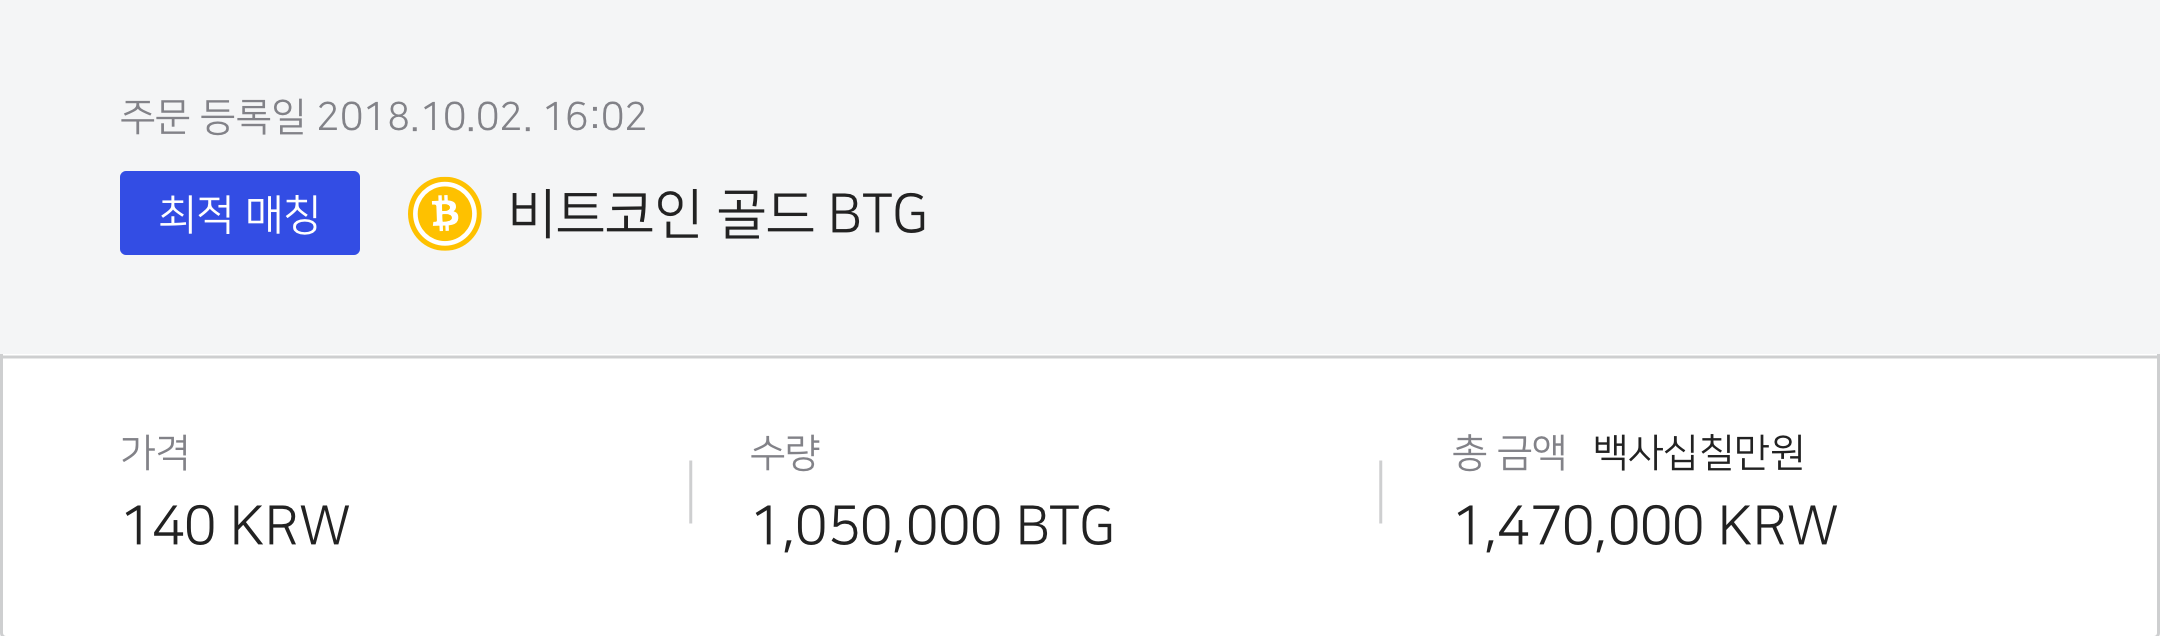 주문 등록일 2018.10.02. 16:02
최적 매칭 비트코인 골드 BTG
가격
140 KRW
수량
1,050,000 BTG
총 금액 백사십칠만원
1,470,000 KRW